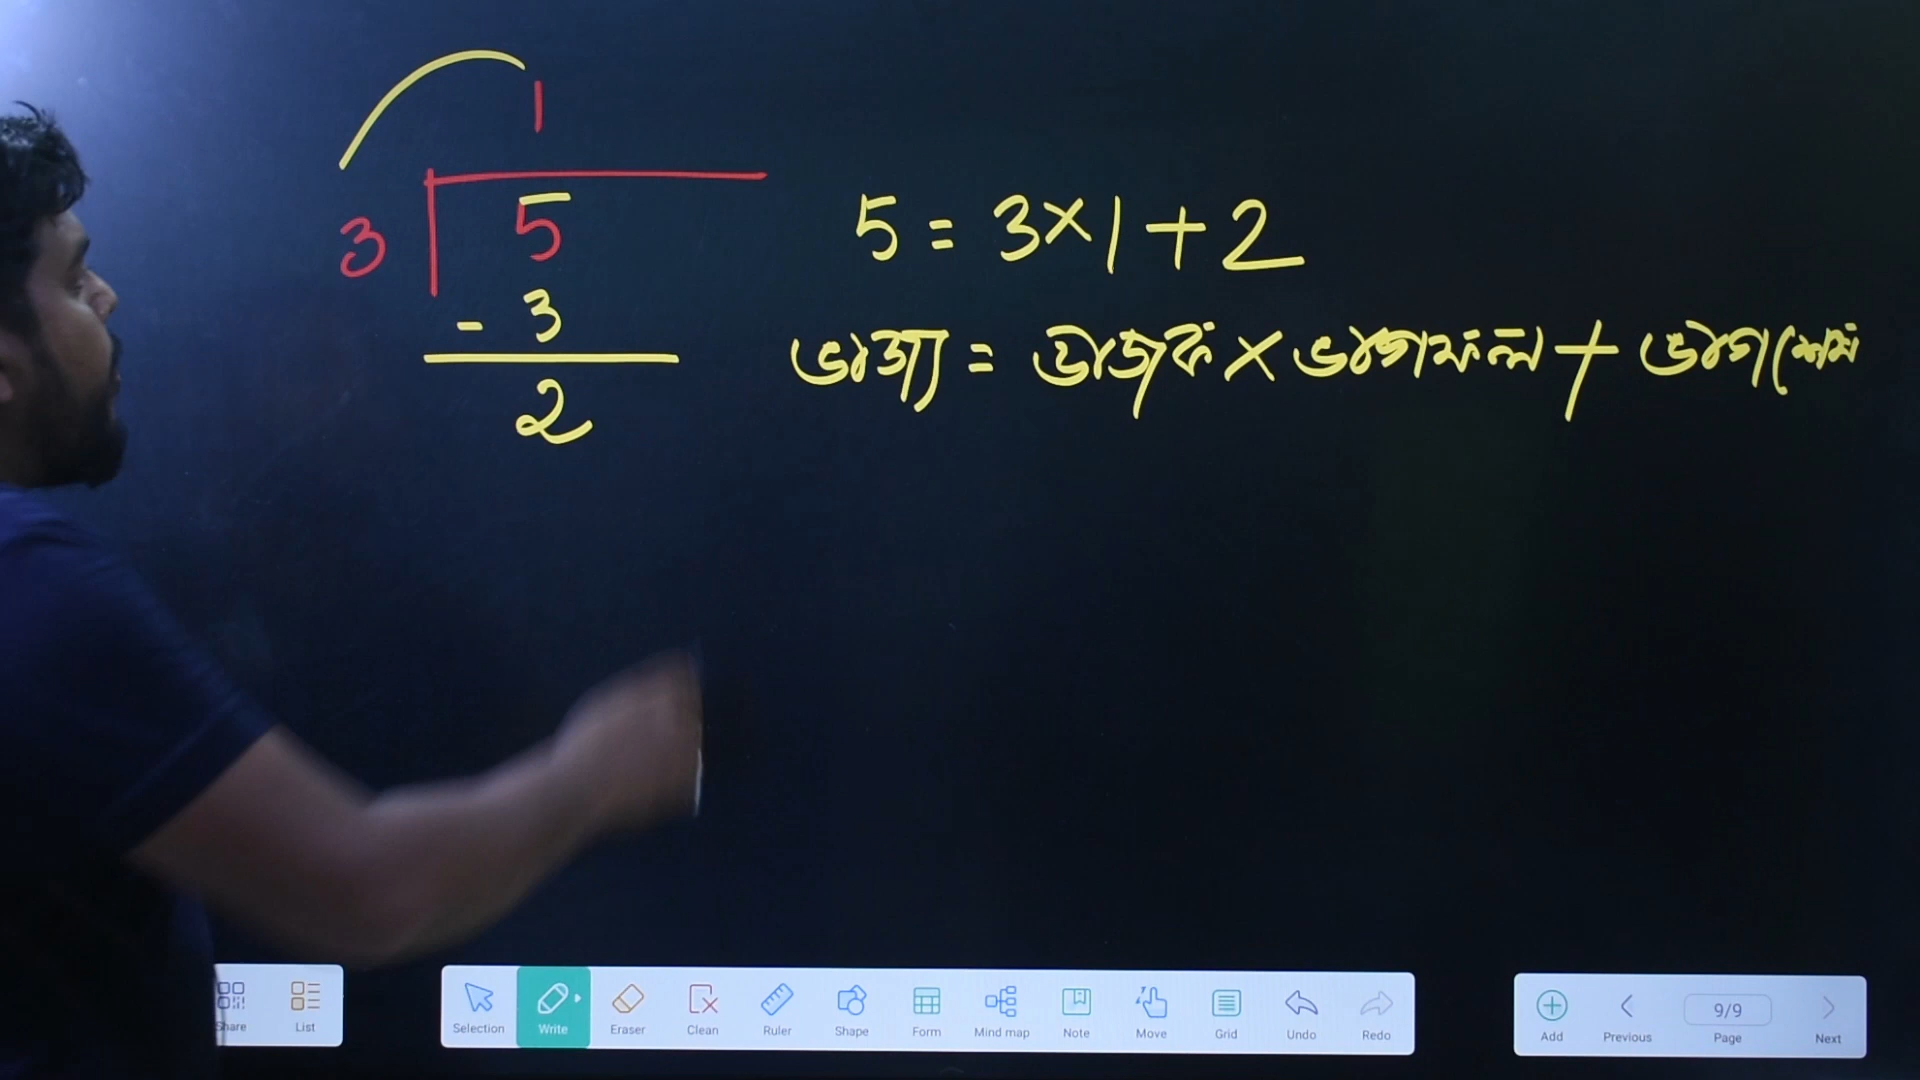 1
3 5 5 = 3×1+2
- 3
ভাজ্য = ভাজক × ভাগফল + ভাগশেষ
2
Share List Selection Write Eraser Clean Ruler Shape Form Mind map Note Move Grid Undo Redo Add Previous 9/9 Page Next